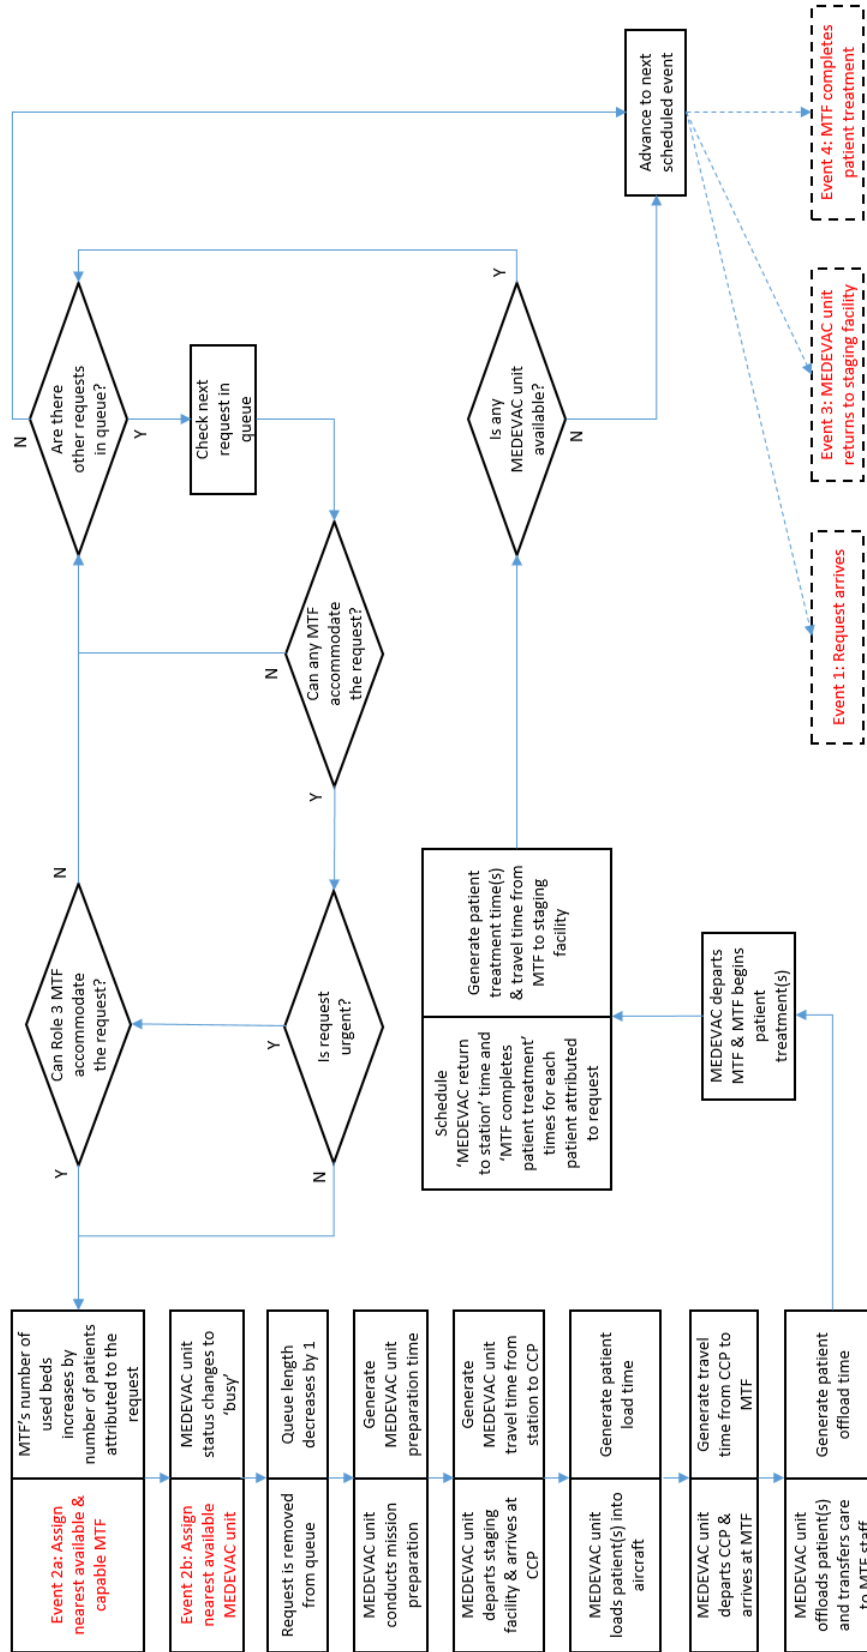 Event 2a: Assign
nearest available &
capable MTF
MTF's number of
used beds
increases by
number of patients
attributed to the
request
Event 2b: Assign
nearest available
MEDEVAC unit
MEDEVAC unit
status changes to
‘busy’
Request is removed
from queue
Queue length
decreases by 1
MEDEVAC unit
conducts mission
preparation
Generate
MEDEVAC unit
preparation time
MEDEVAC unit
departs staging
facility & arrives at
CCP
Generate
MEDEVAC unit
travel time from
station to CCP
MEDEVAC unit
loads patient(s) into
aircraft
Generate patient
load time
MEDEVAC unit
departs CCP &
arrives at MTF
Generate travel
time from CCP to
MTF
MEDEVAC unit
offloads patient(s)
and transfers care
to MTF staff
Generate patient
offload time
Y
Can Role 3 MTF
accommodate
the request?
N
Y
Is request
urgent?
N
Schedule
‘MEDEVAC return
to station’ time and
‘MTF completes
patient treatment’
times for each
patient attributed
to request
Generate patient
treatment time(s)
& travel time from
MTF to staging
facility
MEDEVAC departs
MTF & MTF begins
patient
treatment(s)
N
Can any MTF
accommodate
the request?
Y
N
Are there
other requests
in queue?
Y
Check next
request in
queue
Y
Is any
MEDEVAC unit
available?
N
Advance to next
scheduled event
Event 1: Request arrives
Event 3: MEDEVAC unit
returns to staging facility
Event 4: MTF completes
patient treatment